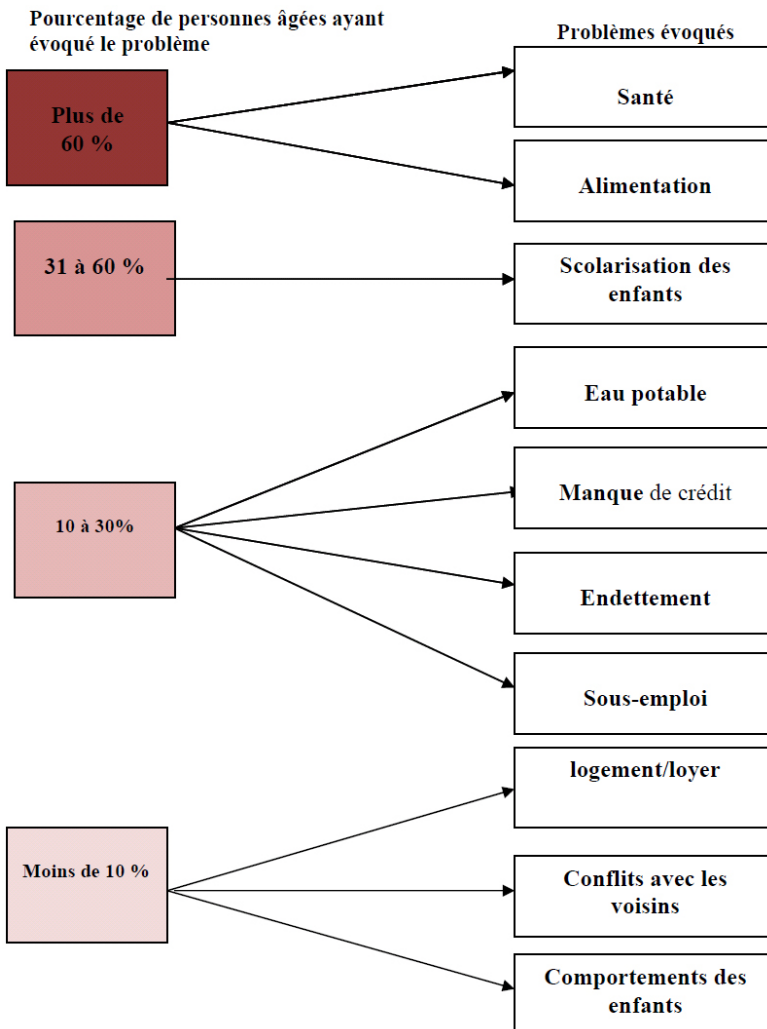 Pourcentage de personnes âgées ayant
évoqué le problème
Problèmes évoqués
Plus de
60 %
Santé
Alimentation
31 à 60 %
Scolarisation des
enfants
10 à 30%
Eau potable
Manque de crédit
Endettement
Sous-emploi
Moins de 10 %
logement/loyer
Conflits avec les
voisins
Comportements des
enfants